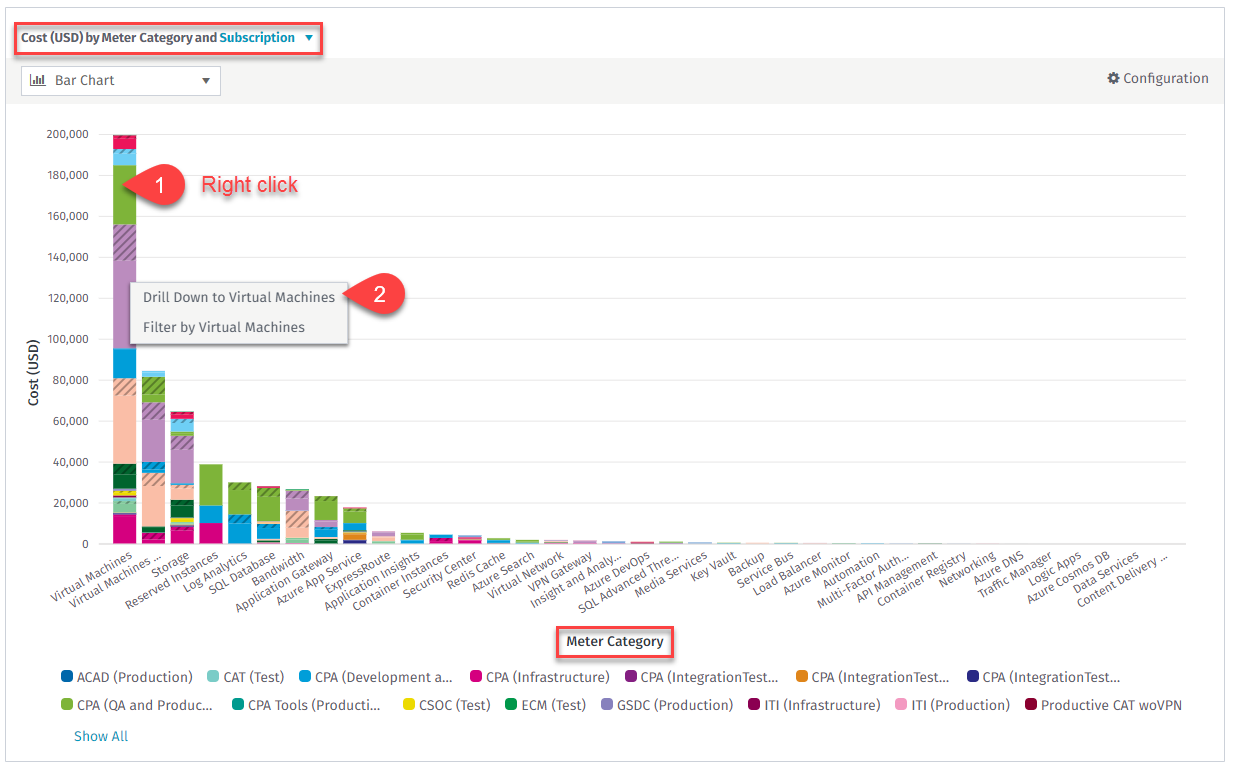 Cost (USD) by Meter Category and Subscription
Bar Chart
Configuration
200,000
180,000
160,000
140,000
120,000
100,000
80,000
60,000
40,000
20,000
0
Cost (USD)
1
Right click
2
Drill Down to Virtual Machines
Filter by Virtual Machines
Virtual Machines
Virtual Machines ...
Storage
Reserved Instances
Log Analytics
SQL Database
Bandwidth
Application Gateway
Azure App Service
ExpressRoute
Application Insights
Container Instances
Security Center
Redis Cache
Azure Search
Virtual Network
VPN Gateway
Insight and Analy...
Azure DevOps
SQL Advanced Thre...
Media Services
Key Vault
Backup
Service Bus
Load Balancer
Azure Monitor
Automation
Multi-Factor Auth...
API Management
Container Registry
Networking
Azure DNS
Traffic Manager
Logic Apps
Azure Cosmos DB
Data Services
Content Delivery ...
Meter Category
ACAD (Production) CAT (Test) CPA (Development a... CPA (Infrastructure) CPA (IntegrationTest... CPA (IntegrationTest... CPA (IntegrationTest...
CPA (QA and Produc... CPA Tools (Producti... CSOC (Test) ECM (Test) GSDC (Production) ITI (Infrastructure) ITI (Production) Productive CAT woVPN
Show All